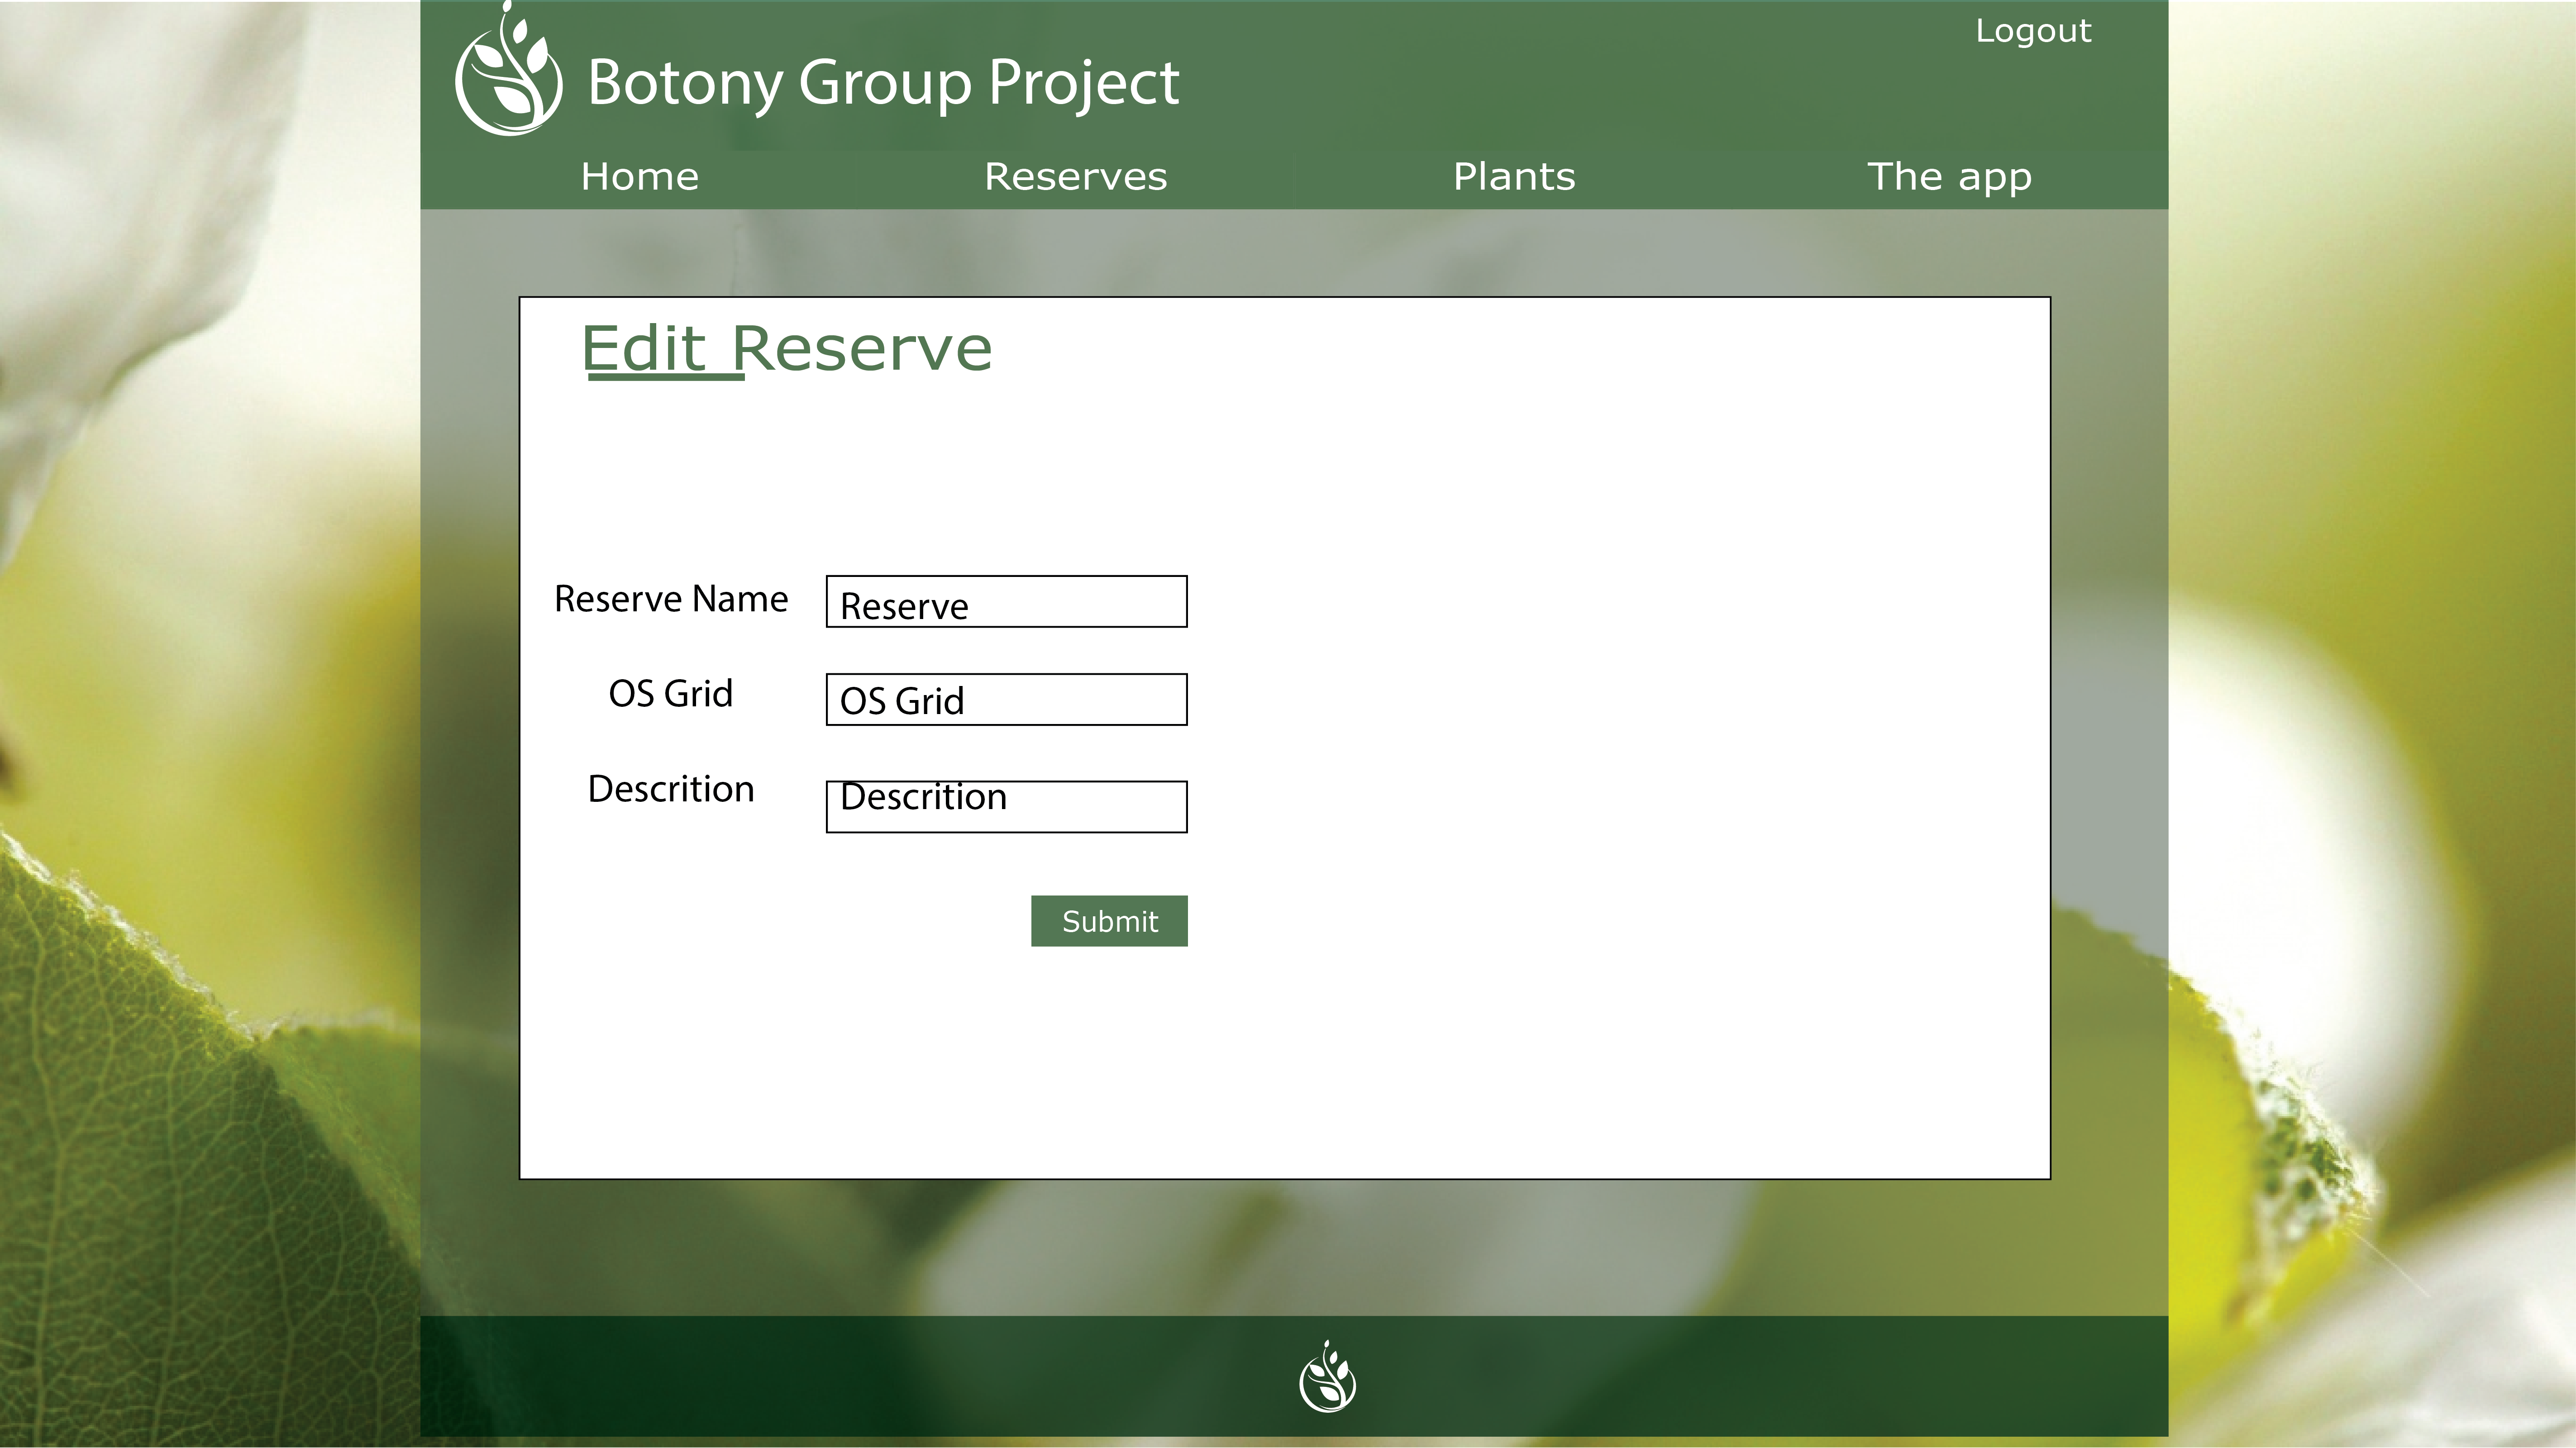 Logout
Botony Group Project
Home Reserves Plants The app
Edit Reserve
Reserve Name Reserve
OS Grid OS Grid
Descrition Descrition
Submit